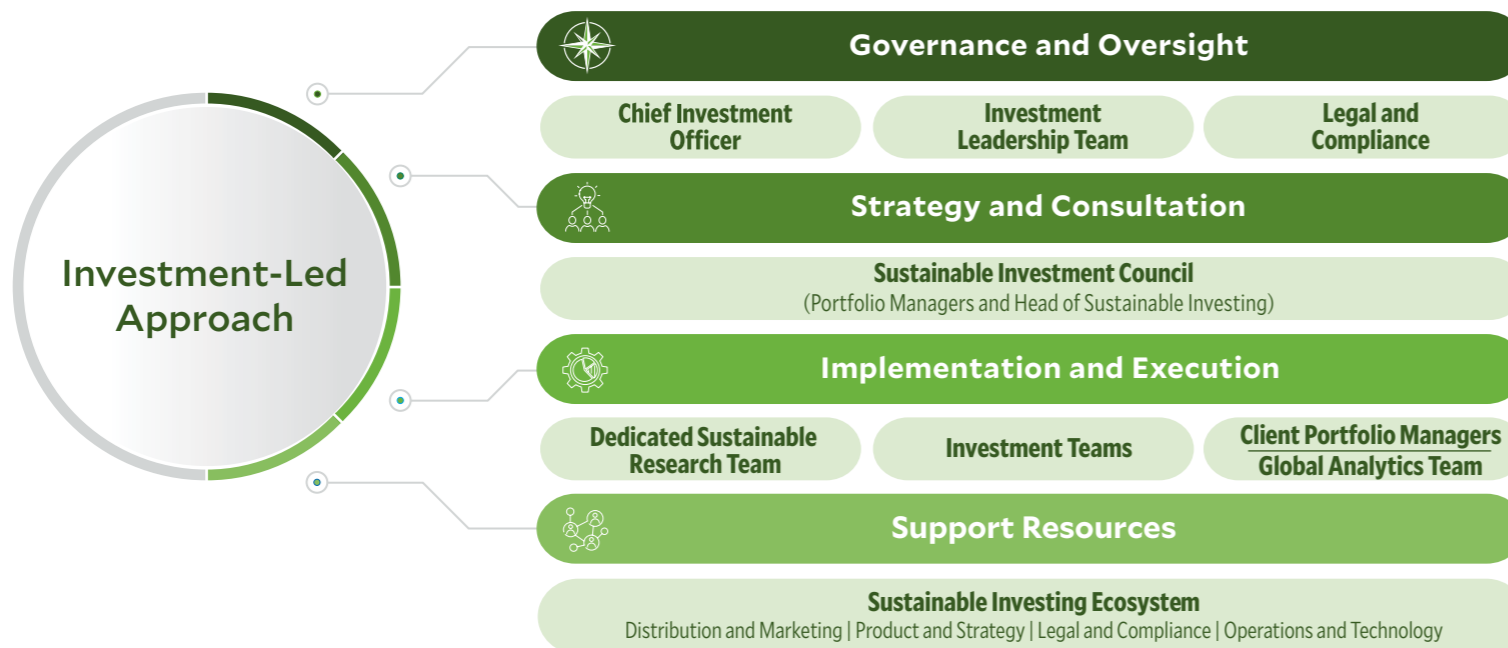 Investment-Led
Approach
Governance and Oversight
Chief Investment
Officer
Investment
Leadership Team
Legal and
Compliance
Strategy and Consultation
Sustainable Investment Council
(Portfolio Managers and Head of Sustainable Investing)
Implementation and Execution
Dedicated Sustainable
Research Team
Investment Teams
Client Portfolio Managers
Global Analytics Team
Support Resources
Sustainable Investing Ecosystem
Distribution and Marketing | Product and Strategy | Legal and Compliance | Operations and Technology